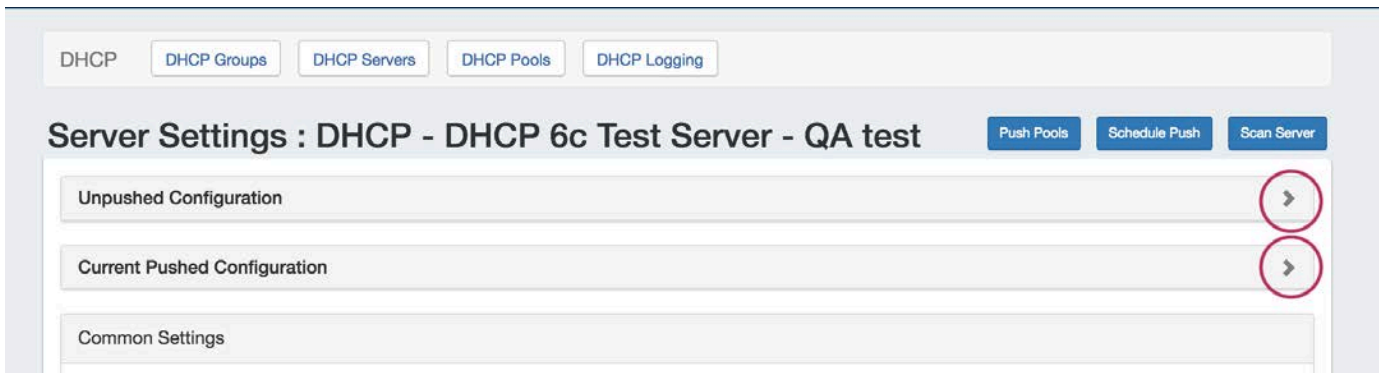 DHCP DHCP Groups DHCP Servers DHCP Pools DHCP Logging
Server Settings : DHCP - DHCP 6c Test Server - QA test Push Pools Schedule Push Scan Server
Unpushed Configuration
Current Pushed Configuration
Common Settings